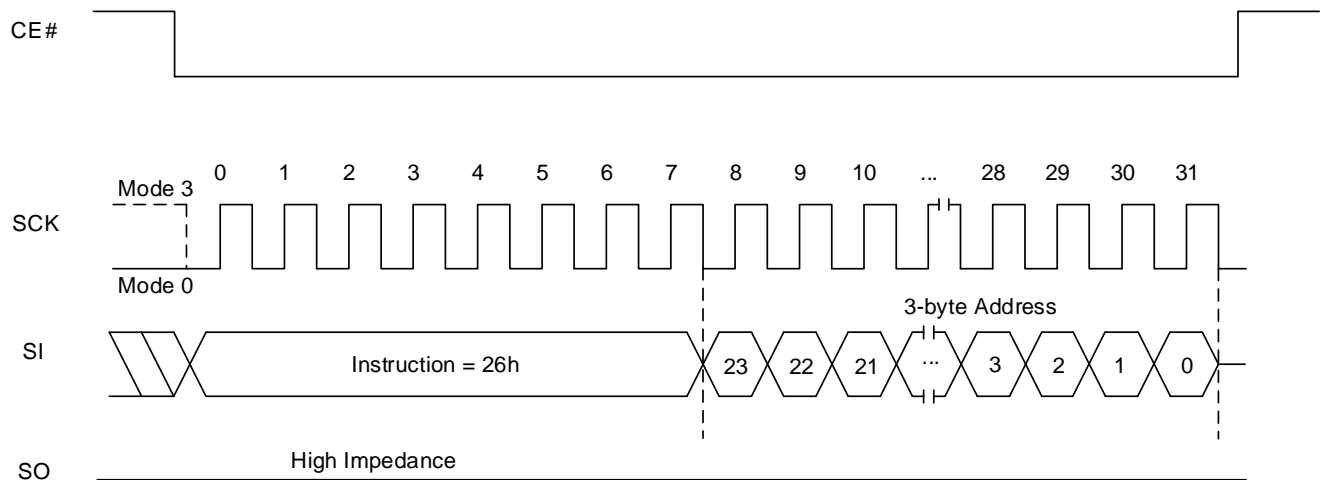 CE#
0 1 2 3 4 5 6 7 8 9 10 ... 28 29 30 31
Mode 3
SCK
Mode 0
3-byte Address
SI
Instruction = 26h
23 22 21 ... 3 2 1 0
High Impedance
SO